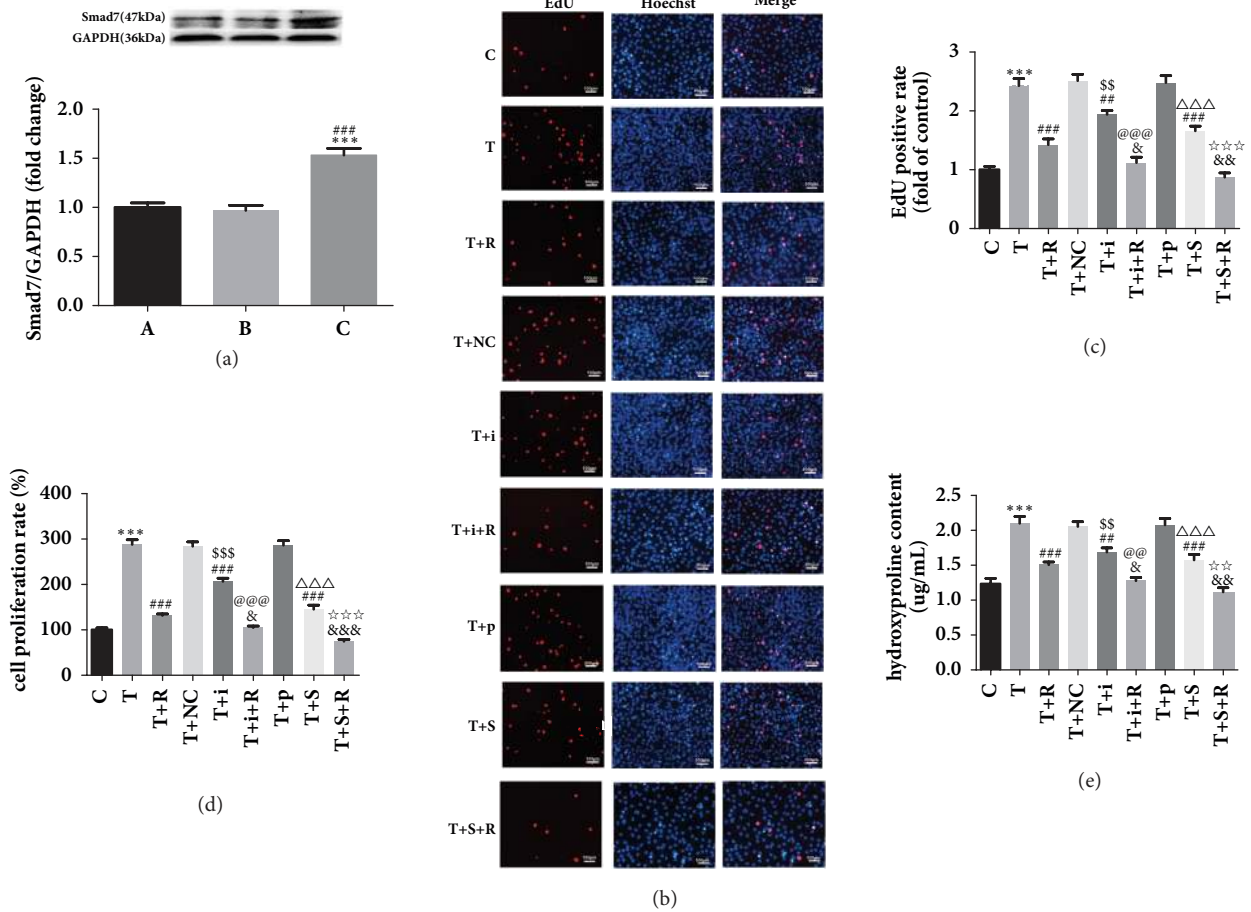 Smad7(47kDa)
GAPDH(36kDa)
Smad7/GAPDH (fold change)
2.0
1.5
1.0
0.5
0.0
###
***
A
B
C
(a)
EdU
Hoechst
Merge
C
T
T+R
T+NC
T+i
T+i+R
T+p
T+S
T+S+R
(b)
EdU positive rate
(fold of control)
3
2
1
0
***
###
$$
##
@@@
&
△△△
###
☆☆☆
&&
C
T
T+R
T+NC
T+i
T+i+R
T+p
T+S
T+S+R
(c)
cell proliferation rate (%)
400
300
200
100
0
***
###
$$$
###
@@@
&
△△△
###
☆☆☆
&&&
C
T
T+R
T+NC
T+i
T+i+R
T+p
T+S
T+S+R
(d)
hydroxyproline content
(ug/mL)
2.5
2.0
1.5
1.0
0.5
0.0
***
###
$$
##
@@
&
△△△
###
☆☆
&&
C
T
T+R
T+NC
T+i
T+i+R
T+p
T+S
T+S+R
(e)